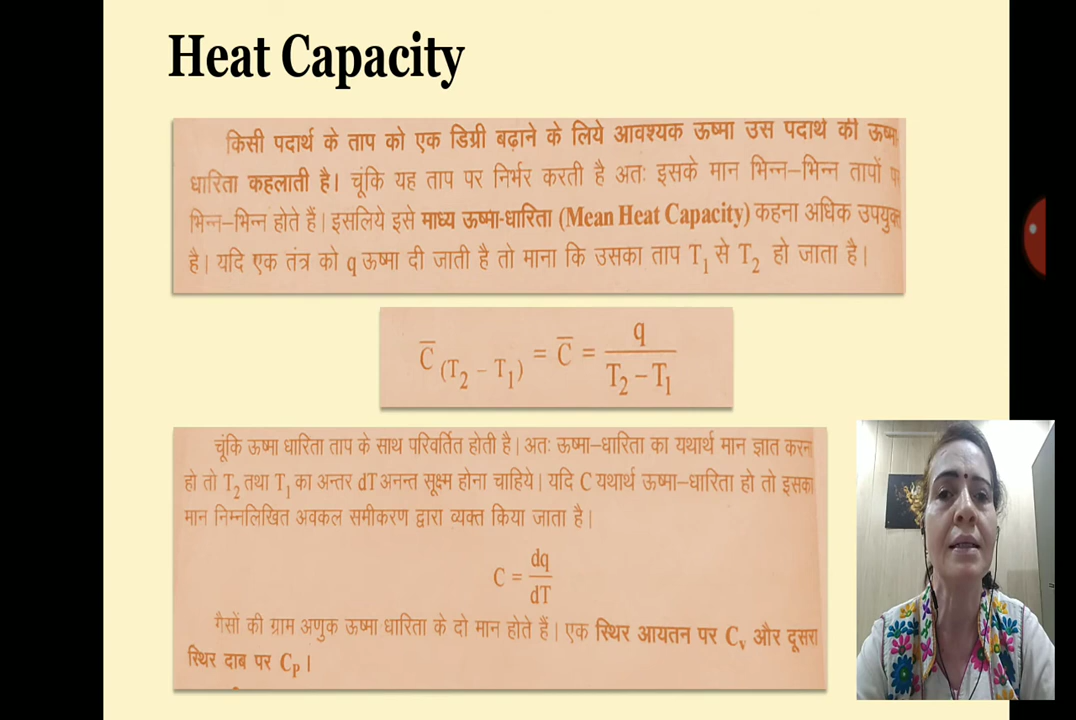 Heat Capacity
किसी पदार्थ के ताप को एक डिग्री बढ़ाने के लिये आवश्यक ऊष्मा उस पदार्थ की ऊष्मा
धारिता कहलाती है। चूंकि यह ताप पर निर्भर करती है अतः इसके मान भिन्न–भिन्न तापों पर
भिन्न–भिन्न होते हैं। इसलिये इसे माध्य ऊष्मा-धारिता (Mean Heat Capacity) कहना अधिक उपयुक्त
है। यदि एक तंत्र को q ऊष्मा दी जाती है तो माना कि उसका ताप T₁ से T₂ हो जाता है।
C̅ (T₂ – T₁) = C̅ = q / (T₂ – T₁)
चूंकि ऊष्मा धारिता ताप के साथ परिवर्तित होती है। अतः ऊष्मा–धारिता का यथार्थ मान ज्ञात करना
हो तो T₂ तथा T₁ का अन्तर dT अनन्त सूक्ष्म होना चाहिये। यदि C यथार्थ ऊष्मा–धारिता हो तो इसका
मान निम्नलिखित अवकल समीकरण द्वारा व्यक्त किया जाता है।
C = dq / dT
गैसों की ग्राम अणुक ऊष्मा धारिता के दो मान होते हैं। एक स्थिर आयतन पर Cᵥ और दूसरा
स्थिर दाब पर Cₚ।